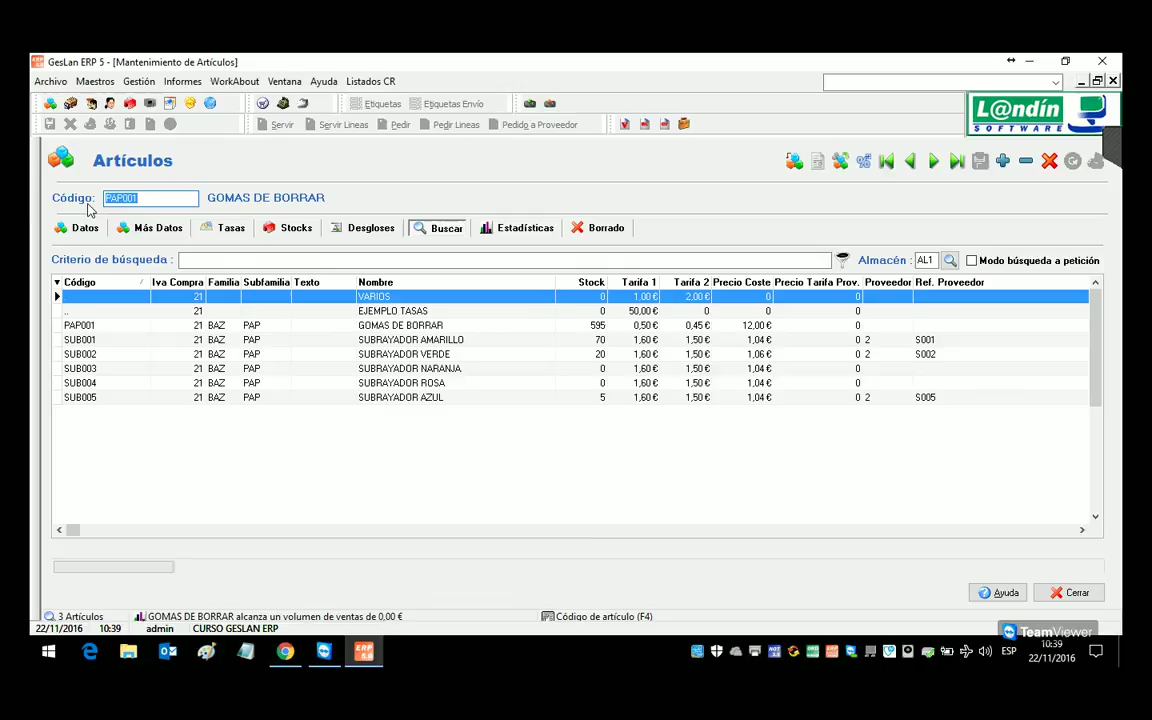 GesLan ERP 5 - [Mantenimiento de Artículos]
Archivo Maestros Gestión Informes WorkAbout Ventana Ayuda Listados CR
Etiquetas Etiquetas Envío
Servir Servir Lineas Pedir Pedir Lineas Pedido a Proveedor
L@ndín
SOFTWARE
Artículos
Código: PAP001 GOMAS DE BORRAR
Datos Más Datos Tasas Stocks Desgloses Buscar Estadísticas Borrado
Criterio de búsqueda : Almacén : AL1 Modo búsqueda a petición
Código Iva Compra Familia Subfamilia Texto Nombre Stock Tarifa 1 Tarifa 2 Precio Coste Precio Tarifa Prov. Proveedor Ref. Proveedor
21 VARIOS 0 1,00 € 2,00 € 0 0
.. 21 EJEMPLO TASAS 0 50,00 € 0 0 0
PAP001 21 BAZ PAP GOMAS DE BORRAR 595 0,50 € 0,45 € 12,00 € 0
SUB001 21 BAZ PAP SUBRAYADOR AMARILLO 70 1,60 € 1,50 € 1,04 € 0 2 S001
SUB002 21 BAZ PAP SUBRAYADOR VERDE 20 1,60 € 1,50 € 1,06 € 0 2 S002
SUB003 21 BAZ PAP SUBRAYADOR NARANJA 0 1,60 € 1,50 € 1,04 € 0
SUB004 21 BAZ PAP SUBRAYADOR ROSA 0 1,60 € 1,50 € 1,04 € 0
SUB005 21 BAZ PAP SUBRAYADOR AZUL 5 1,60 € 1,50 € 1,04 € 0 2 S005
Ayuda Cerrar
3 Artículos GOMAS DE BORRAR alcanza un volumen de ventas de 0,00 € Código de artículo (F4)
22/11/2016 10:39 admin CURSO GESLAN ERP
TeamViewer
ESP 10:39
22/11/2016